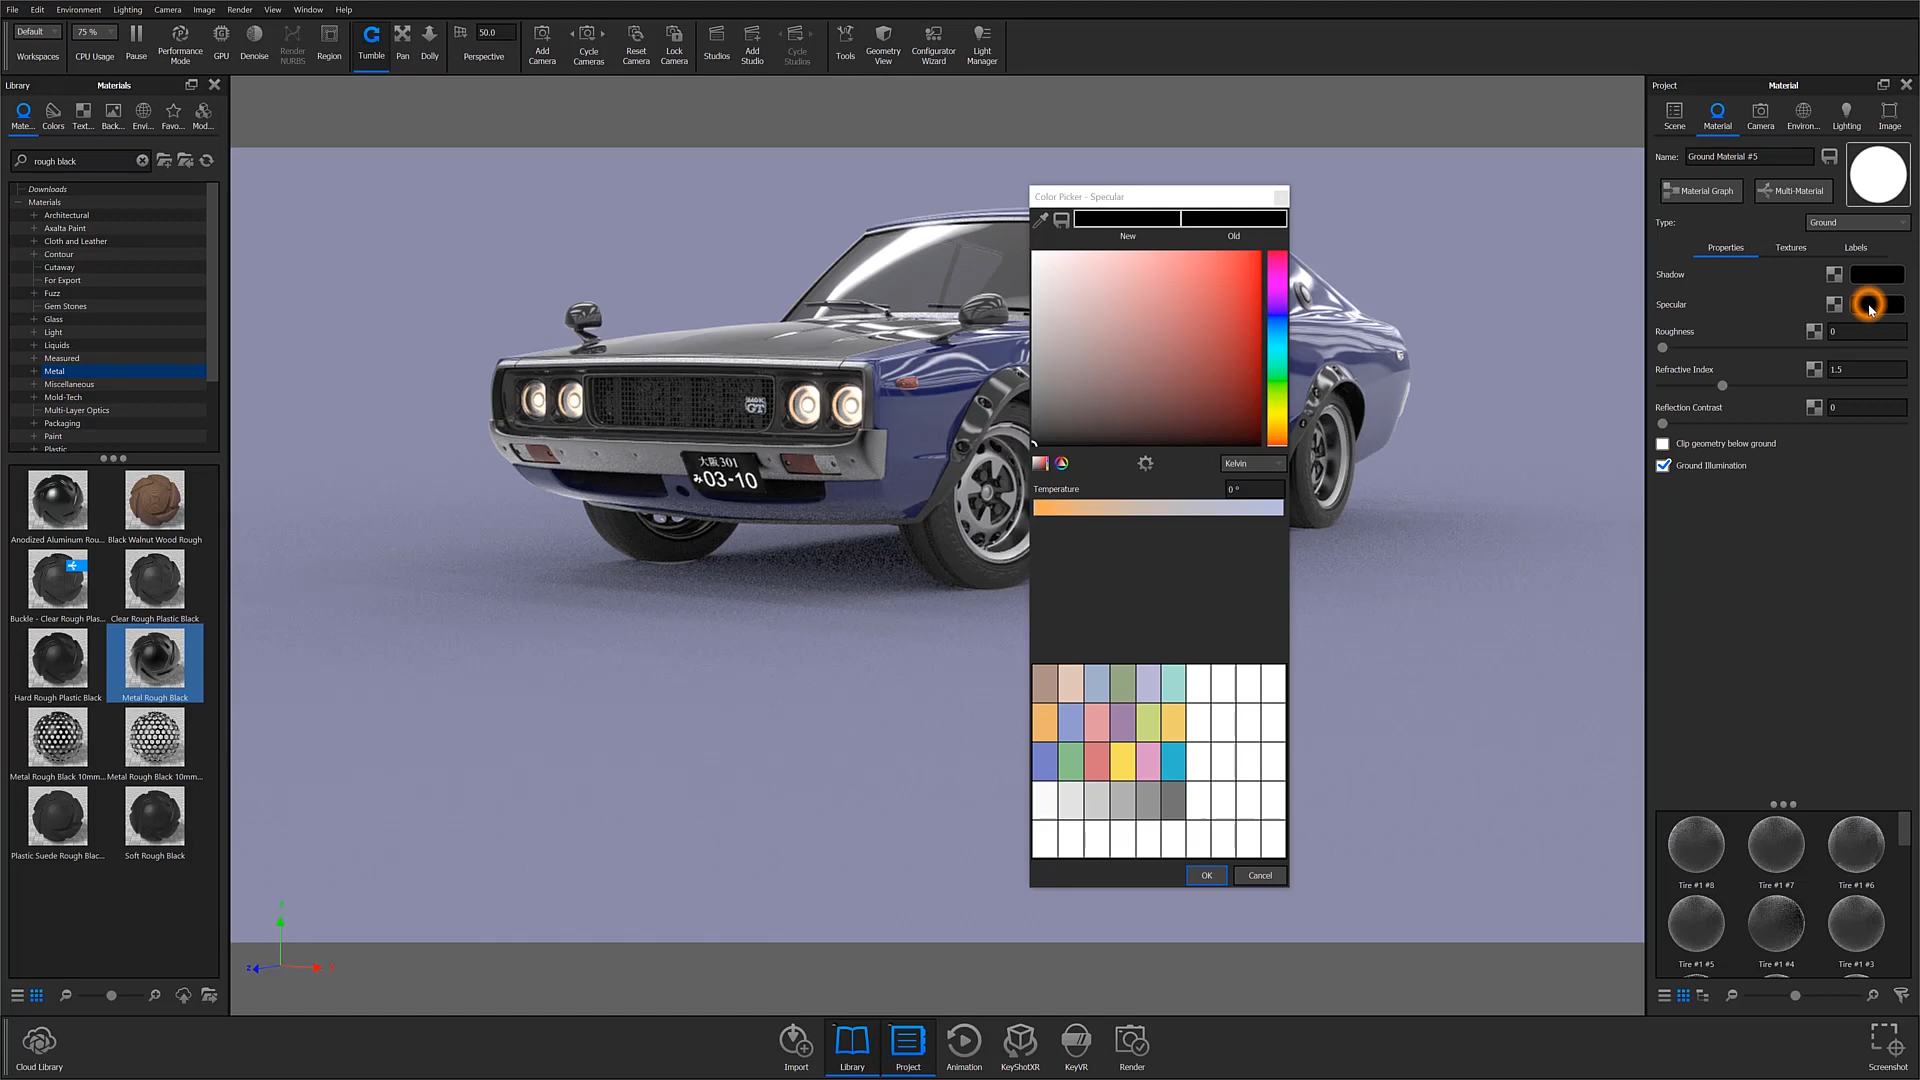 File Edit Environment Lighting Camera Image Render View Window Help
Default 75 % 50.0
Workspaces CPU Usage Pause Performance Mode GPU Denoise Render NURBS Region Tumble Pan Dolly Perspective Add Camera Cycle Cameras Reset Camera Lock Camera Studios Add Studio Cycle Studios Tools Geometry View Configurator Wizard Light Manager
Library Materials
Mate... Colors Text... Back... Envi... Favo... Mod...
rough black
Downloads
Materials
Architectural
Axalta Paint
Cloth and Leather
Contour
Cutaway
For Export
Fuzz
Gem Stones
Glass
Light
Liquids
Measured
Metal
Miscellaneous
Mold-Tech
Multi-Layer Optics
Packaging
Paint
Plastic
Anodized Aluminum Rou... Black Walnut Wood Rough
Buckle - Clear Rough Plas... Clear Rough Plastic Black
Hard Rough Plastic Black Metal Rough Black
Metal Rough Black 10mm... Metal Rough Black 10mm...
Plastic Suede Rough Blac... Soft Rough Black
GT
大阪 301
み 03-10
Z X
Color Picker - Specular
New Old
Kelvin
Temperature 0 °
OK Cancel
Project Material
Scene Material Camera Environ... Lighting Image
Name: Ground Material #5
Material Graph Multi-Material
Type: Ground
Properties Textures Labels
Shadow
Specular
Roughness 0
Refractive Index 1.5
Reflection Contrast 0
Clip geometry below ground
Ground Illumination
Tire #1 #8 Tire #1 #7 Tire #1 #6
Tire #1 #5 Tire #1 #4 Tire #1 #3
Cloud Library Import Library Project Animation KeyShotXR KeyVR Render Screenshot